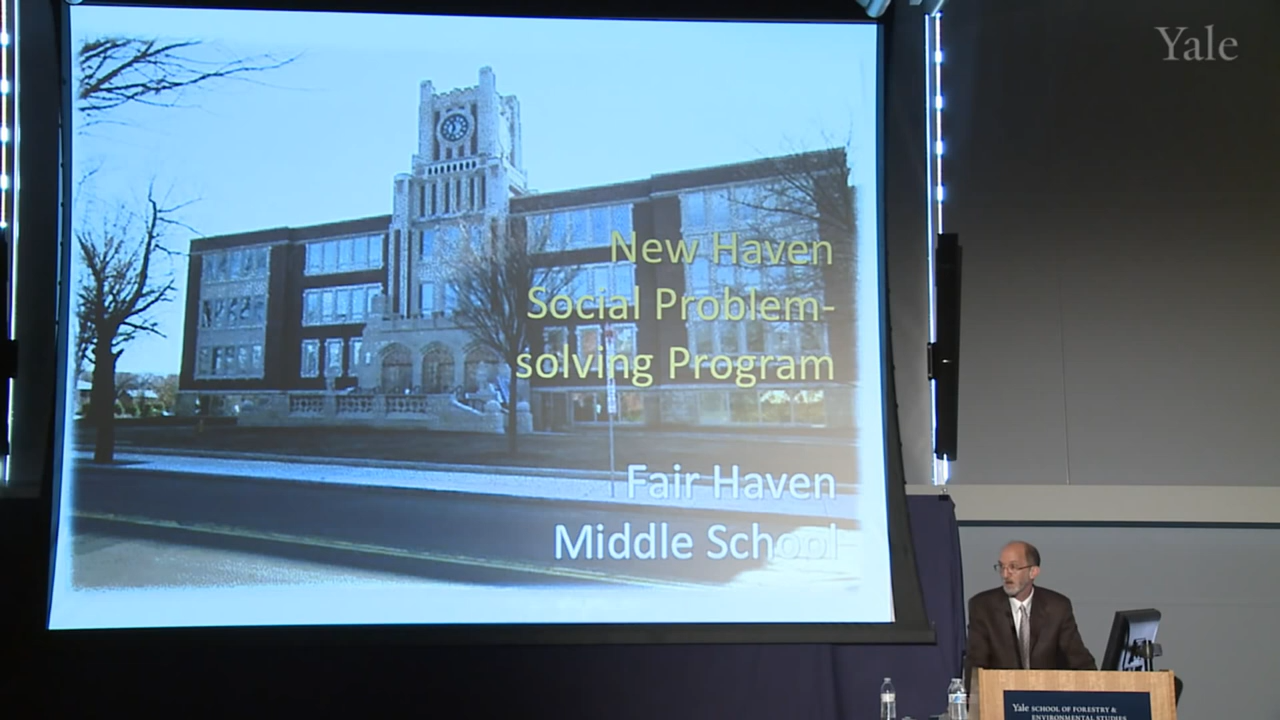 Yale
New Haven
Social Problem-
solving Program
Fair Haven
Middle School
Yale SCHOOL OF FORESTRY &
ENVIRONMENTAL STUDIES